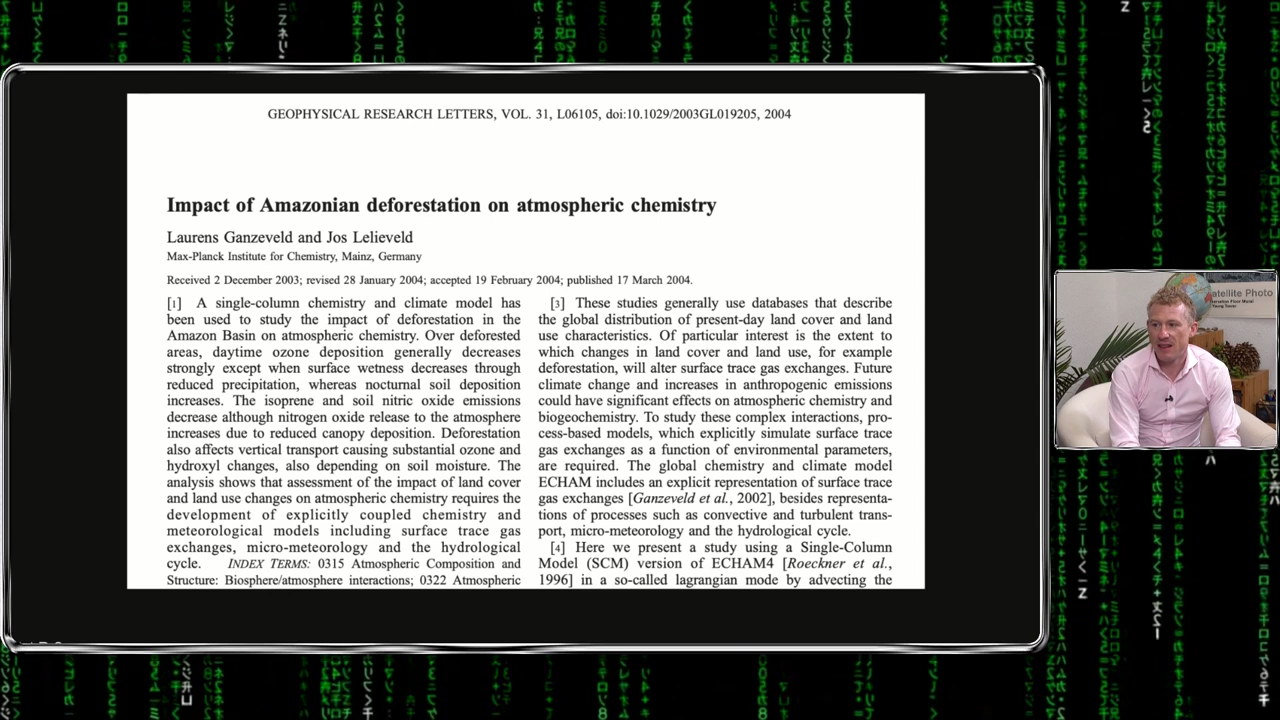 GEOPHYSICAL RESEARCH LETTERS, VOL. 31, L06105, doi:10.1029/2003GL019205, 2004
Impact of Amazonian deforestation on atmospheric chemistry
Laurens Ganzeveld and Jos Lelieveld
Max-Planck Institute for Chemistry, Mainz, Germany
Received 2 December 2003; revised 28 January 2004; accepted 19 February 2004; published 17 March 2004.
[1] A single-column chemistry and climate model has
been used to study the impact of deforestation in the
Amazon Basin on atmospheric chemistry. Over deforested
areas, daytime ozone deposition generally decreases
strongly except when surface wetness decreases through
reduced precipitation, whereas nocturnal soil deposition
increases. The isoprene and soil nitric oxide emissions
decrease although nitrogen oxide release to the atmosphere
increases due to reduced canopy deposition. Deforestation
also affects vertical transport causing substantial ozone and
hydroxyl changes, also depending on soil moisture. The
analysis shows that assessment of the impact of land cover
and land use changes on atmospheric chemistry requires the
development of explicitly coupled chemistry and
meteorological models including surface trace gas
exchanges, micro-meteorology and the hydrological
cycle. INDEX TERMS: 0315 Atmospheric Composition and
Structure: Biosphere/atmosphere interactions; 0322 Atmospheric
[3] These studies generally use databases that describe
the global distribution of present-day land cover and land
use characteristics. Of particular interest is the extent to
which changes in land cover and land use, for example
deforestation, will alter surface trace gas exchanges. Future
climate change and increases in anthropogenic emissions
could have significant effects on atmospheric chemistry and
biogeochemistry. To study these complex interactions, pro-
cess-based models, which explicitly simulate surface trace
gas exchanges as a function of environmental parameters,
are required. The global chemistry and climate model
ECHAM includes an explicit representation of surface trace
gas exchanges [Ganzeveld et al., 2002], besides representa-
tions of processes such as convective and turbulent trans-
port, micro-meteorology and the hydrological cycle.
[4] Here we present a study using a Single-Column
Model (SCM) version of ECHAM4 [Roeckner et al.,
1996] in a so-called lagrangian mode by advecting the
atellite Photo